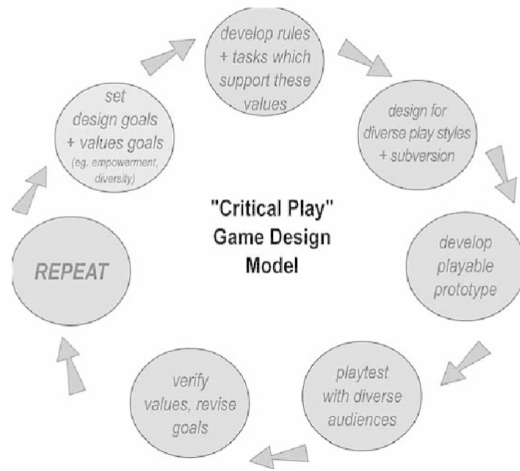 set
design goals
+ values goals
(eg. empowerment,
diversity)
develop rules
+ tasks which
support these
values
design for
diverse play styles
+ subversion
develop
playable
prototype
playtest
with diverse
audiences
verify
values, revise
goals
REPEAT
"Critical Play"
Game Design
Model